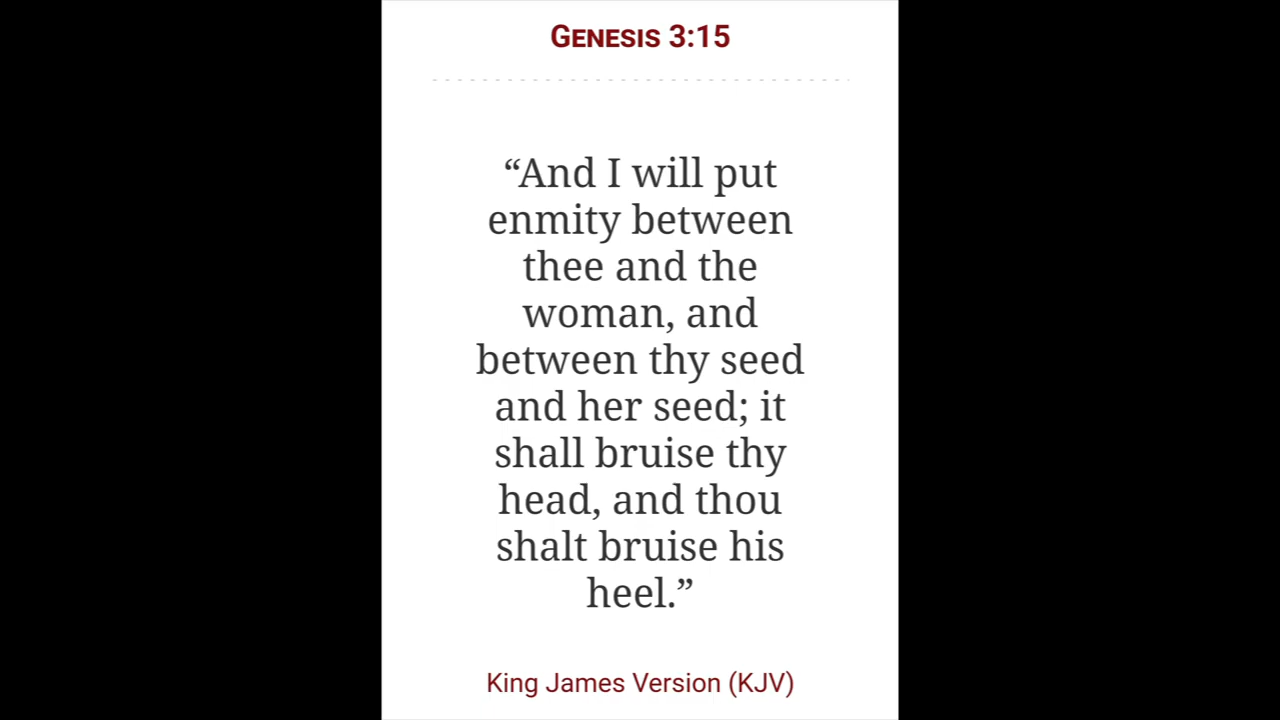 Genesis 3:15
“And I will put
enmity between
thee and the
woman, and
between thy seed
and her seed; it
shall bruise thy
head, and thou
shalt bruise his
heel.”
King James Version (KJV)